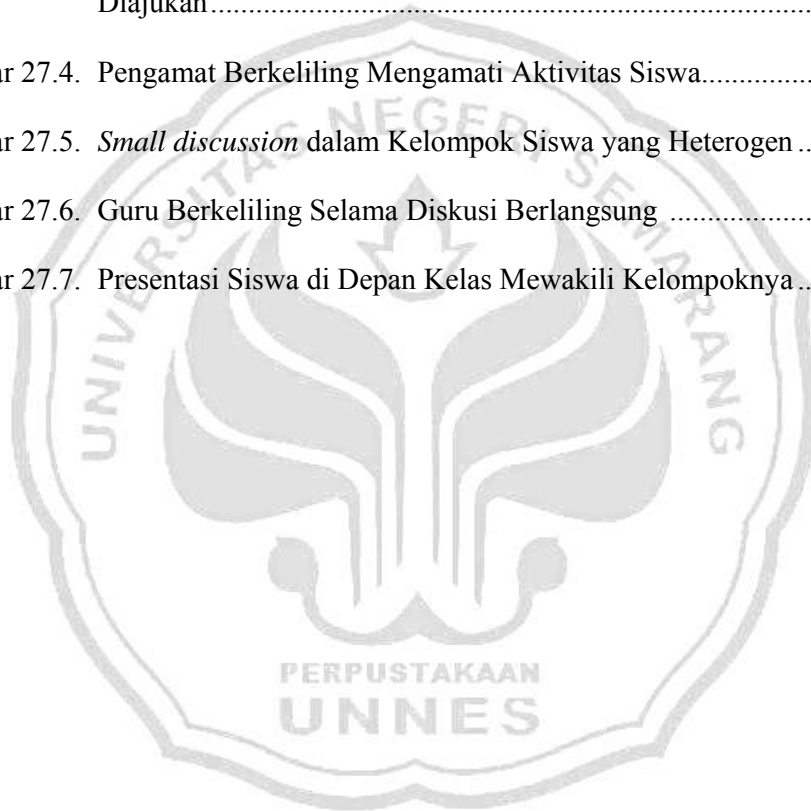 Diajukan...............................................................................
ar 27.4. Pengamat Berkeliling Mengamati Aktivitas Siswa...............
ar 27.5. Small discussion dalam Kelompok Siswa yang Heterogen ..
ar 27.6. Guru Berkeliling Selama Diskusi Berlangsung ...................
ar 27.7. Presentasi Siswa di Depan Kelas Mewakili Kelompoknya ..
UNIVERSITAS NEGERI SEMARANG
PERPUSTAKAAN
UNNES